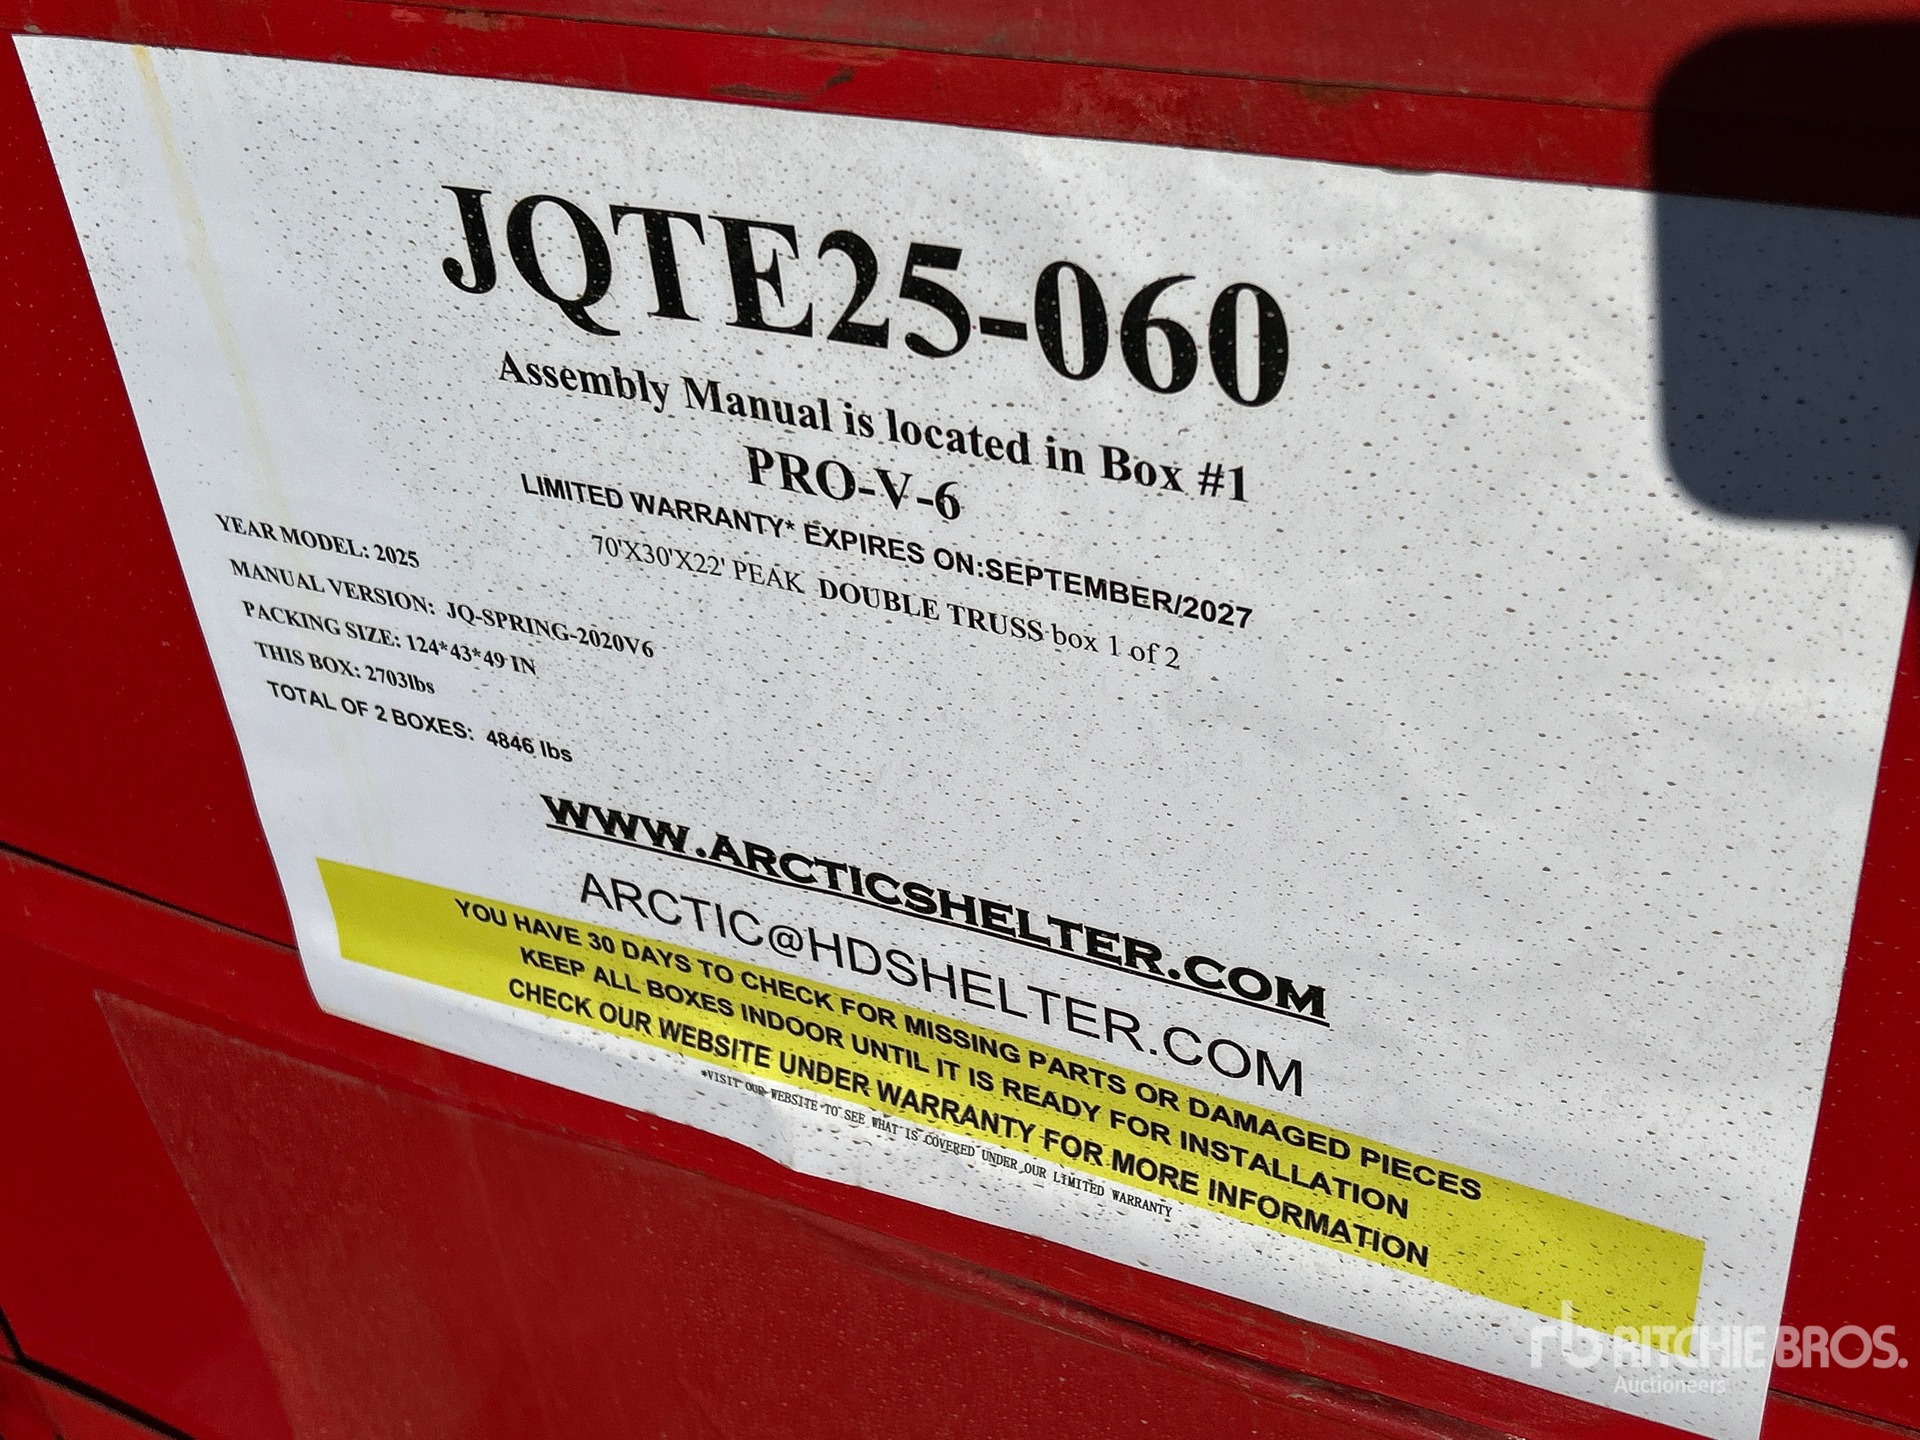 JQTE25-060
Assembly Manual is located in Box #1
PRO-V-6
LIMITED WARRANTY* EXPIRES ON:SEPTEMBER/2027
70'X30'X22' PEAK DOUBLE TRUSS box 1 of 2
YEAR MODEL: 2025
MANUAL VERSION: JQ-SPRING-2020V6
PACKING SIZE: 124*43*49 IN
THIS BOX: 2703lbs
TOTAL OF 2 BOXES: 4846 lbs
WWW.ARCTICSHELTER.COM
ARCTIC@HDSHELTER.COM
YOU HAVE 30 DAYS TO CHECK FOR MISSING PARTS OR DAMAGED PIECES
KEEP ALL BOXES INDOOR UNTIL IT IS READY FOR INSTALLATION
CHECK OUR WEBSITE UNDER WARRANTY FOR MORE INFORMATION
*VISIT OUR WEBSITE TO SEE WHAT IS COVERED UNDER OUR LIMITED WARRANTY
rb RITCHIE BROS.
Auctioneers